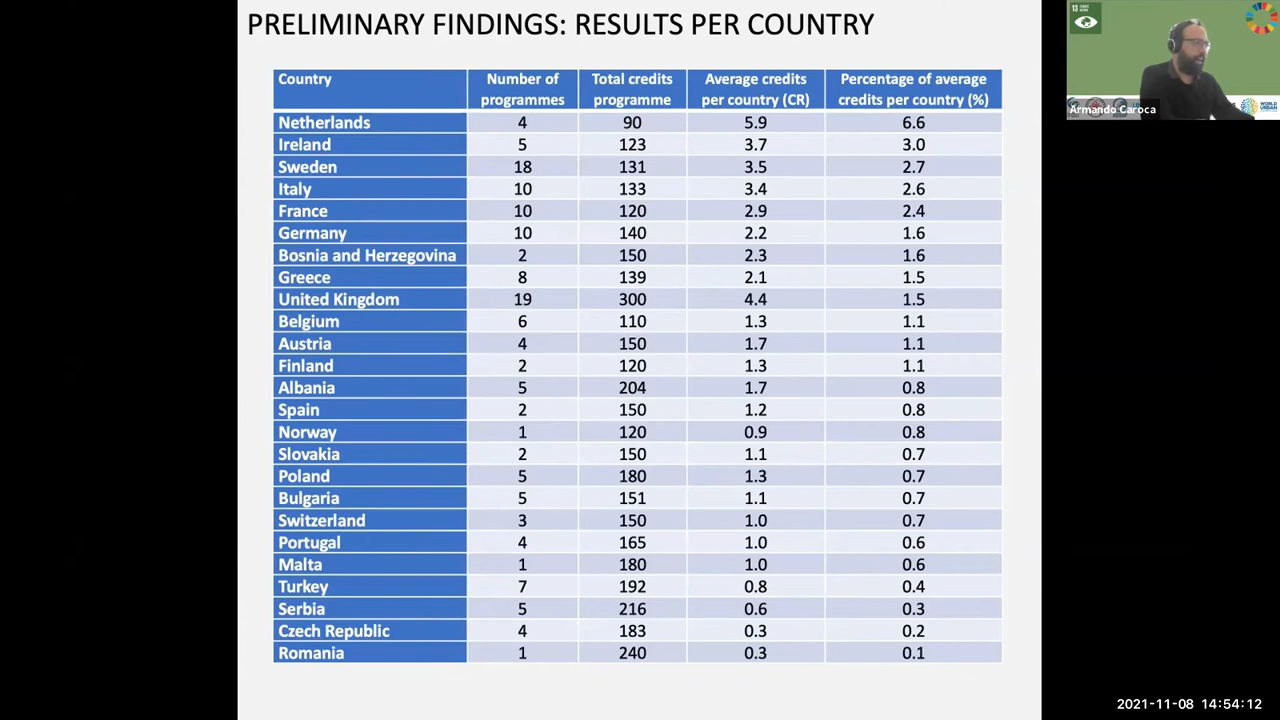 PRELIMINARY FINDINGS: RESULTS PER COUNTRY
Country Number of programmes Total credits programme Average credits per country (CR) Percentage of average credits per country (%)
Netherlands 4 90 5.9 6.6
Ireland 5 123 3.7 3.0
Sweden 18 131 3.5 2.7
Italy 10 133 3.4 2.6
France 10 120 2.9 2.4
Germany 10 140 2.2 1.6
Bosnia and Herzegovina 2 150 2.3 1.6
Greece 8 139 2.1 1.5
United Kingdom 19 300 4.4 1.5
Belgium 6 110 1.3 1.1
Austria 4 150 1.7 1.1
Finland 2 120 1.3 1.1
Albania 5 204 1.7 0.8
Spain 2 150 1.2 0.8
Norway 1 120 0.9 0.8
Slovakia 2 150 1.1 0.7
Poland 5 180 1.3 0.7
Bulgaria 5 151 1.1 0.7
Switzerland 3 150 1.0 0.7
Portugal 4 165 1.0 0.6
Malta 1 180 1.0 0.6
Turkey 7 192 0.8 0.4
Serbia 5 216 0.6 0.3
Czech Republic 4 183 0.3 0.2
Romania 1 240 0.3 0.1
13
Armando Caroca
WORLD
URBAN
2021-11-08 14:54:12